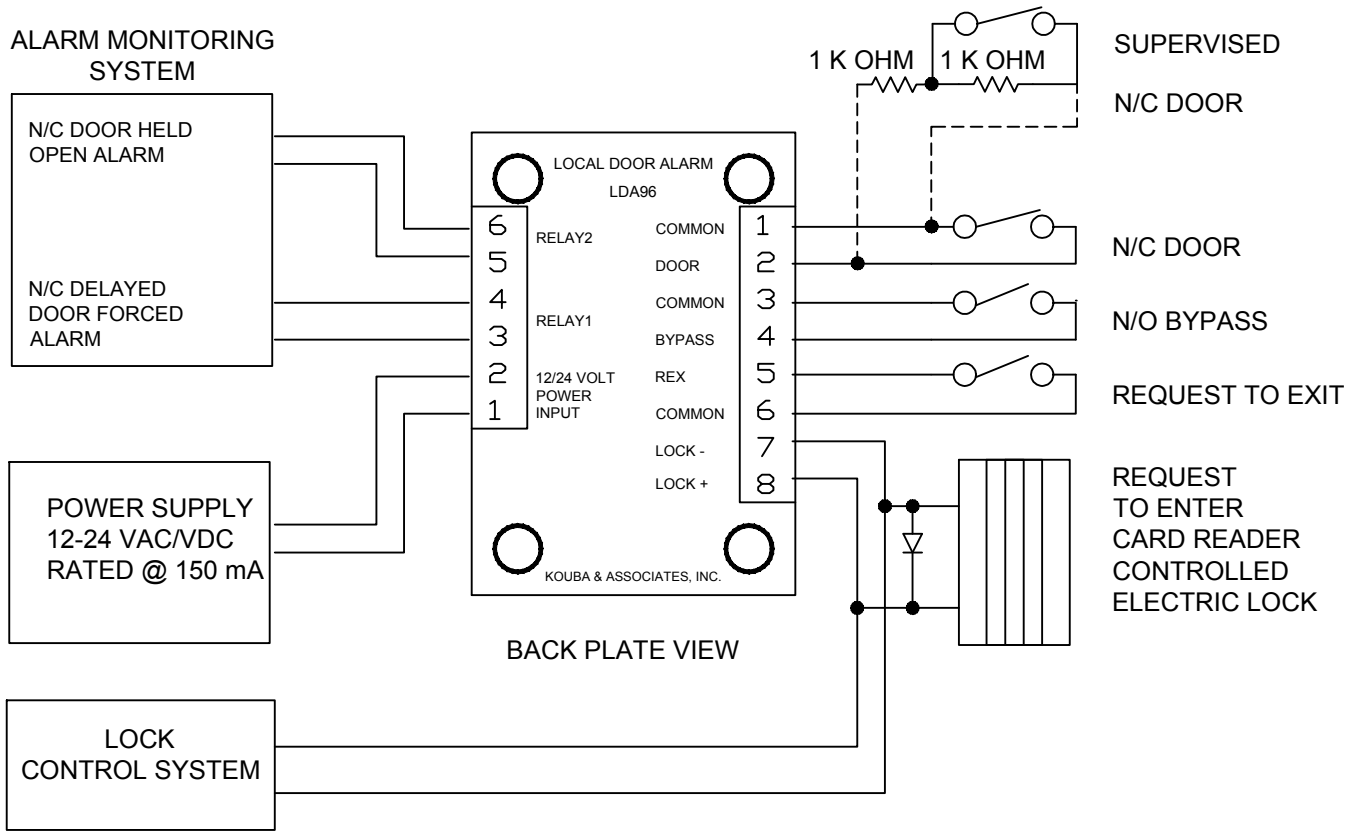 ALARM MONITORING
SYSTEM
N/C DOOR HELD
OPEN ALARM
N/C DELAYED
DOOR FORCED
ALARM
POWER SUPPLY
12-24 VAC/VDC
RATED @ 150 mA
LOCK
CONTROL SYSTEM
LOCAL DOOR ALARM
LDA96
6
5
4
3
2
1
RELAY2
RELAY1
12/24 VOLT
POWER
INPUT
COMMON 1
DOOR 2
COMMON 3
BYPASS 4
REX 5
COMMON 6
LOCK - 7
LOCK + 8
KOUBA & ASSOCIATES, INC.
BACK PLATE VIEW
1 K OHM 1 K OHM
SUPERVISED
N/C DOOR
N/C DOOR
N/O BYPASS
REQUEST TO EXIT
REQUEST
TO ENTER
CARD READER
CONTROLLED
ELECTRIC LOCK